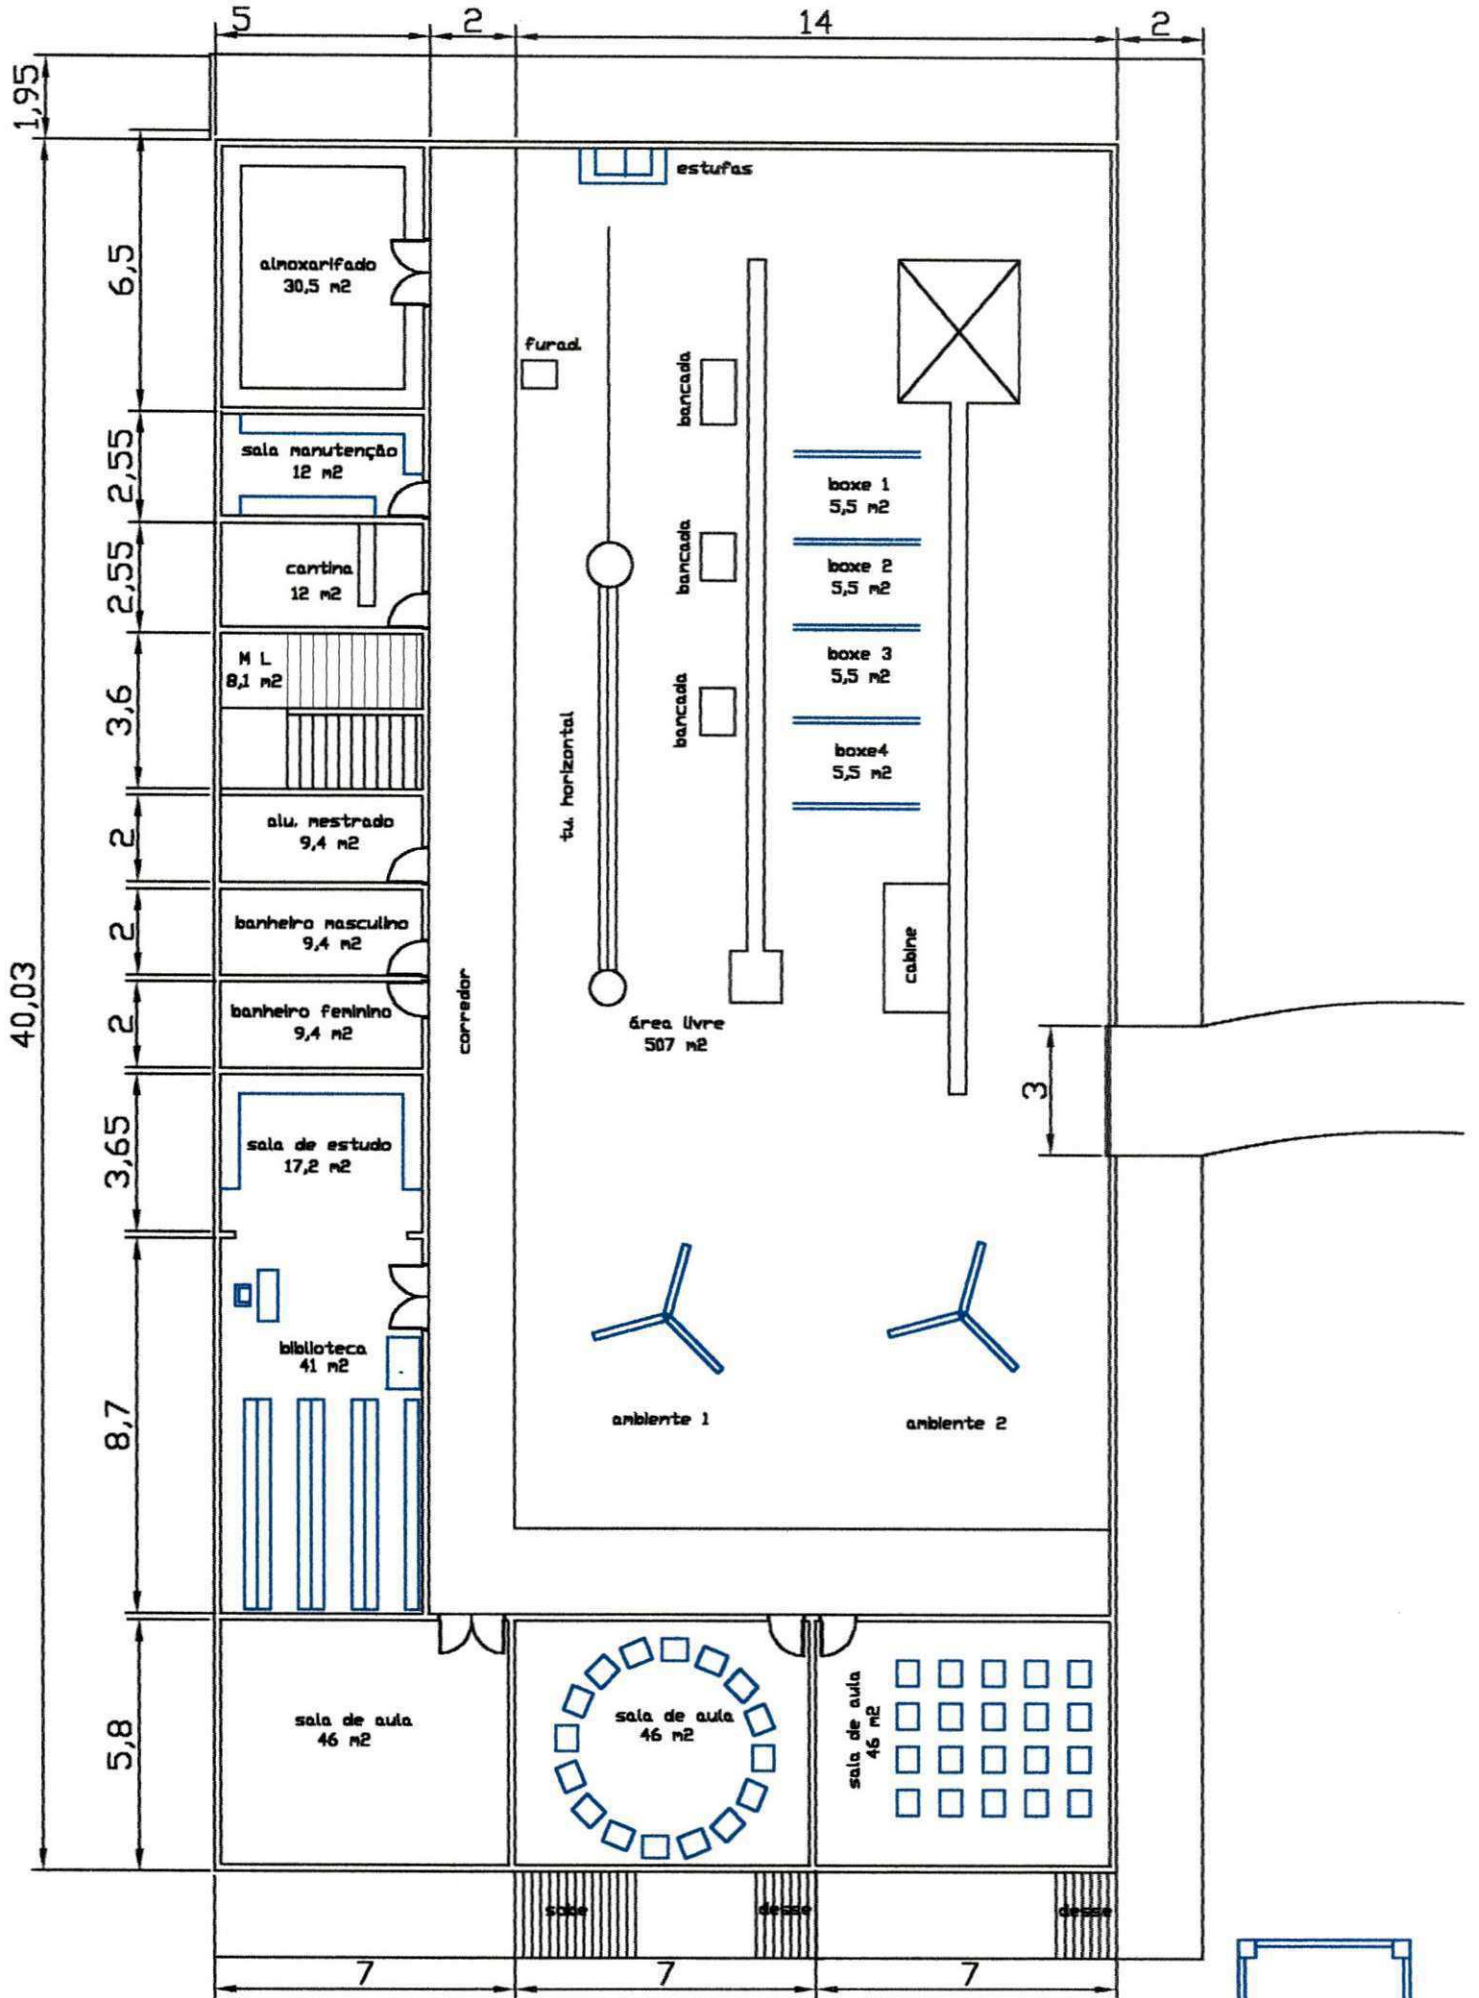 5
2
14
2
1,95
estufas
6,5
almoxarifado
30,5 m2
furad.
bancada
2,55
sala manutenção
12 m2
boxe 1
5,5 m2
2,55
cantina
12 m2
bancada
boxe 2
5,5 m2
3,6
M L
8,1 m2
boxe 3
5,5 m2
bancada
tu. horizontal
boxe4
5,5 m2
2
alu. mestrado
9,4 m2
2
banheiro masculino
9,4 m2
cabine
40,03
2
banheiro feminino
9,4 m2
corredor
área livre
507 m2
3
3,65
sala de estudo
17,2 m2
biblioteca
41 m2
8,7
ambiente 1
ambiente 2
5,8
sala de aula
46 m2
sala de aula
46 m2
sala de aula
46 m2
sobe
desse
desse
7
7
7